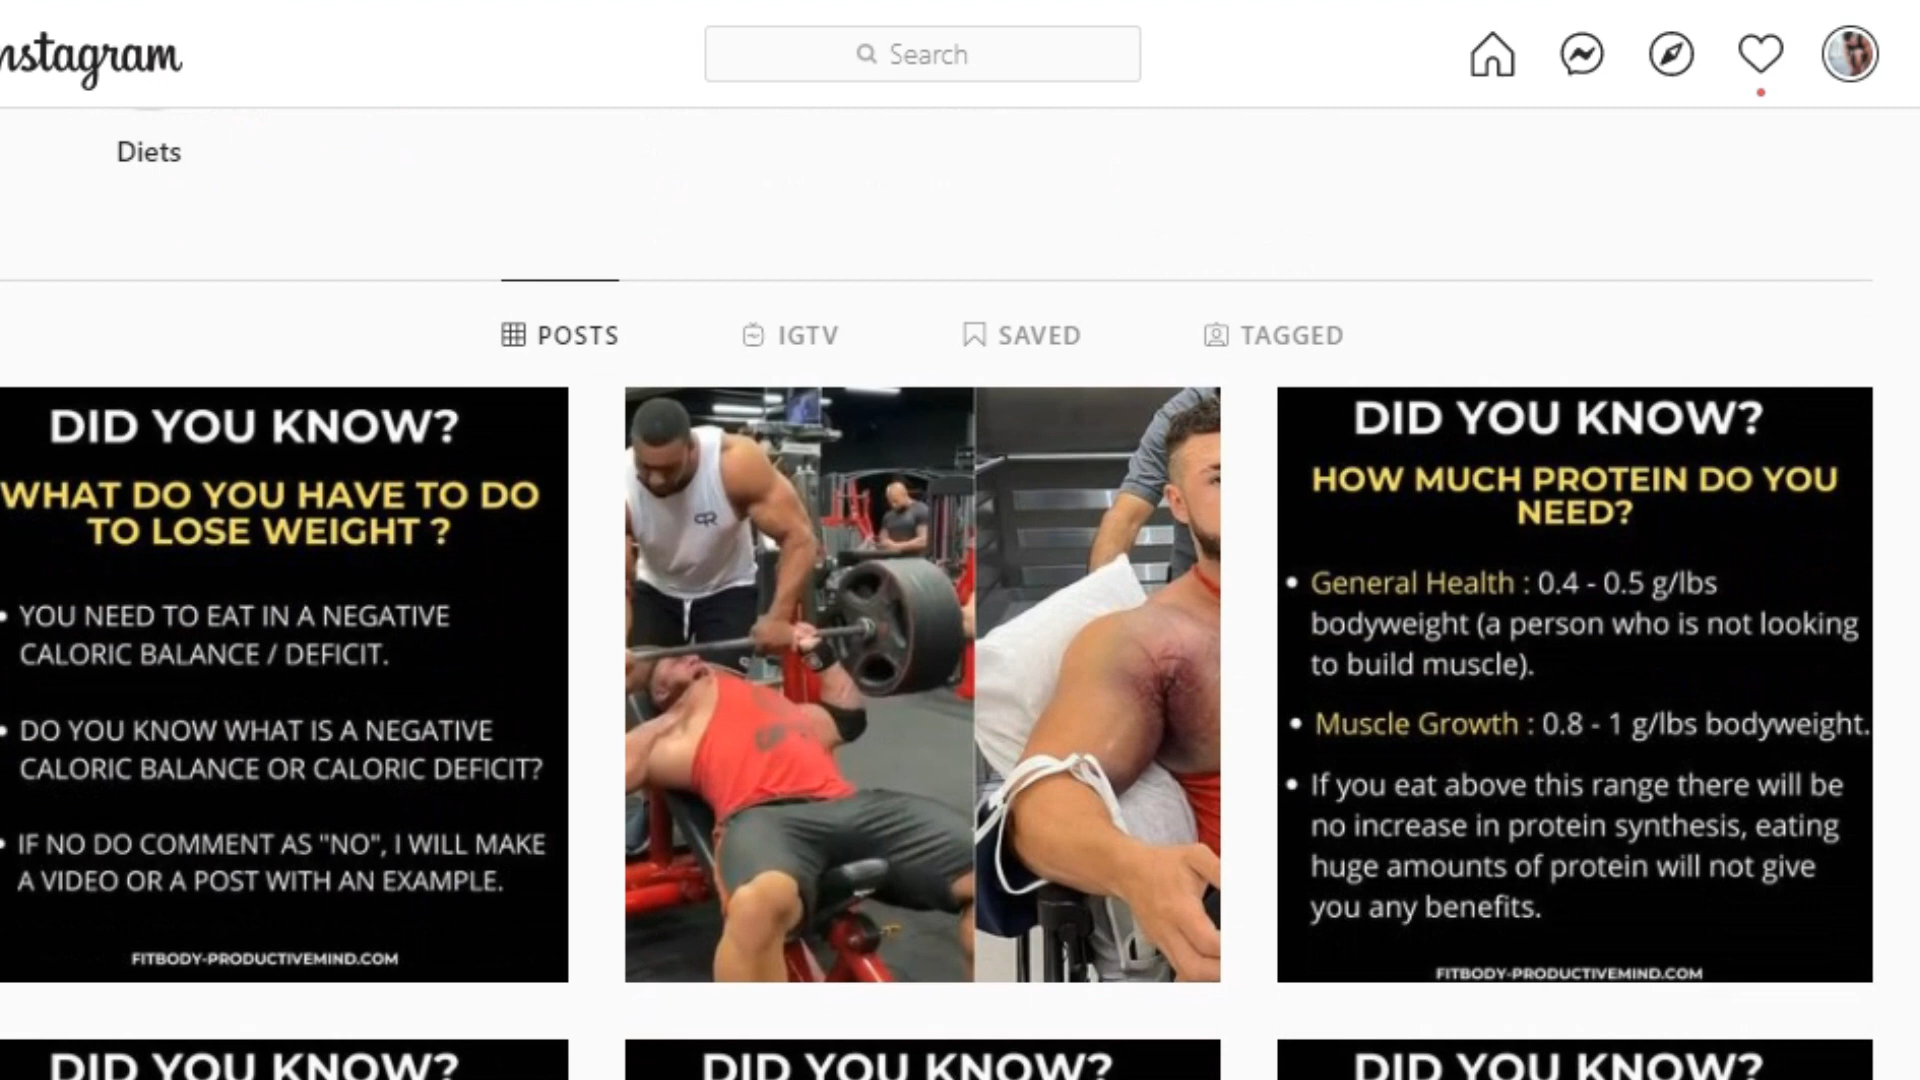 Instagram
Search
Diets
POSTS
IGTV
SAVED
TAGGED
DID YOU KNOW?
WHAT DO YOU HAVE TO DO
TO LOSE WEIGHT ?
• YOU NEED TO EAT IN A NEGATIVE
CALORIC BALANCE / DEFICIT.
• DO YOU KNOW WHAT IS A NEGATIVE
CALORIC BALANCE OR CALORIC DEFICIT?
• IF NO DO COMMENT AS "NO", I WILL MAKE
A VIDEO OR A POST WITH AN EXAMPLE.
FITBODY-PRODUCTIVEMIND.COM
DID YOU KNOW?
HOW MUCH PROTEIN DO YOU
NEED?
• General Health : 0.4 - 0.5 g/lbs
bodyweight (a person who is not looking
to build muscle).
• Muscle Growth : 0.8 - 1 g/lbs bodyweight.
• If you eat above this range there will be
no increase in protein synthesis, eating
huge amounts of protein will not give
you any benefits.
FITBODY-PRODUCTIVEMIND.COM
DID YOU KNOW?
DID YOU KNOW?
DID YOU KNOW?